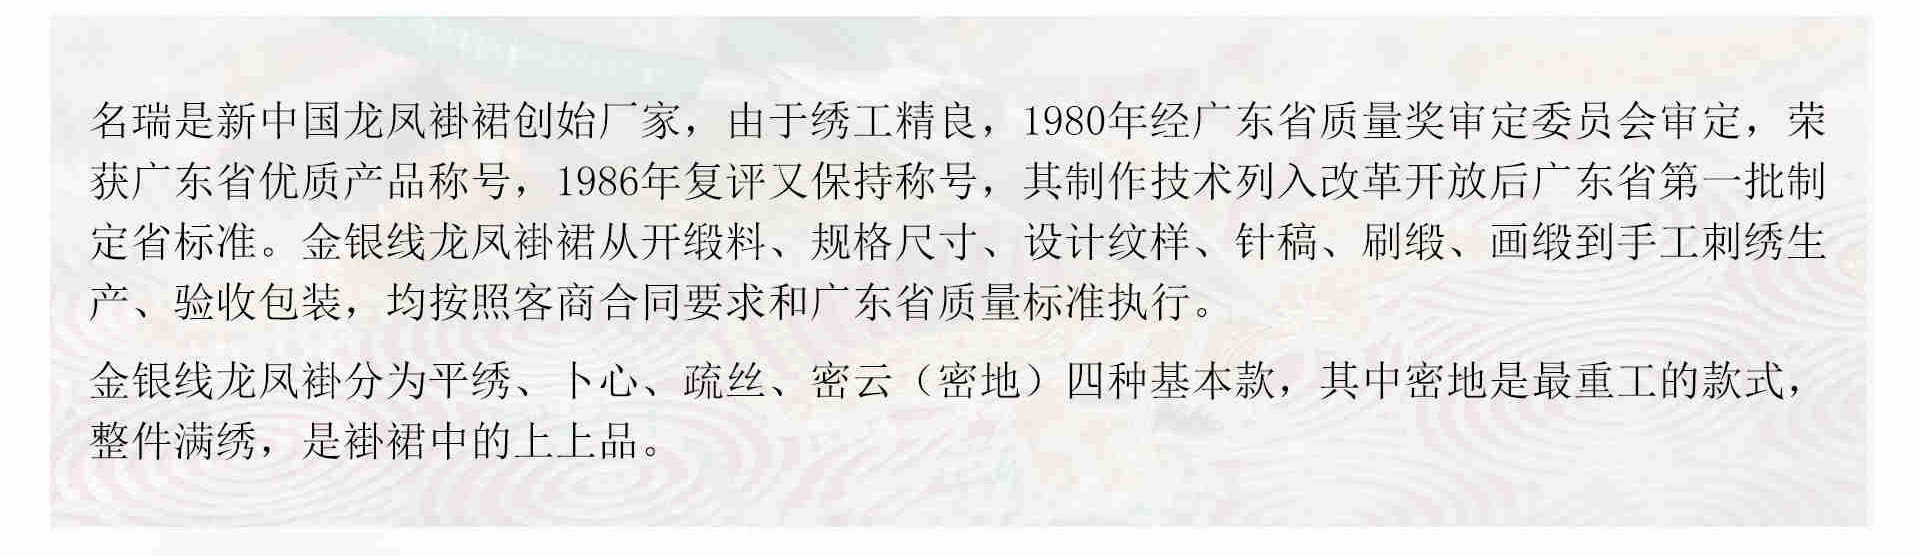 名瑞是新中国龙凤褂裙创始厂家，由于绣工精良，1980年经广东省质量奖审定委员会审定，荣
获广东省优质产品称号，1986年复评又保持称号，其制作技术列入改革开放后广东省第一批制
定省标准。金银线龙凤褂裙从开缎料、规格尺寸、设计纹样、针稿、刷缎、画缎到手工刺绣生
产、验收包装，均按照客商合同要求和广东省质量标准执行。
金银线龙凤褂分为平绣、卜心、疏丝、密云（密地）四种基本款，其中密地是最重工的款式，
整件满绣，是褂裙中的上上品。